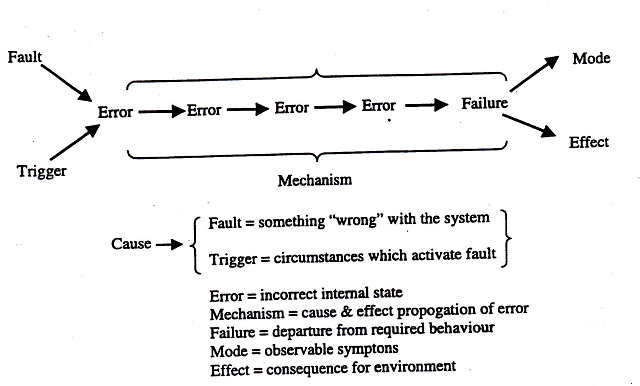 Fault
Mode
Error Error Error Error Failure
Effect
Trigger
Mechanism
Fault = something “wrong” with the system
Cause
Trigger = circumstances which activate fault
Error = incorrect internal state
Mechanism = cause & effect propogation of error
Failure = departure from required behaviour
Mode = observable symptons
Effect = consequence for environment